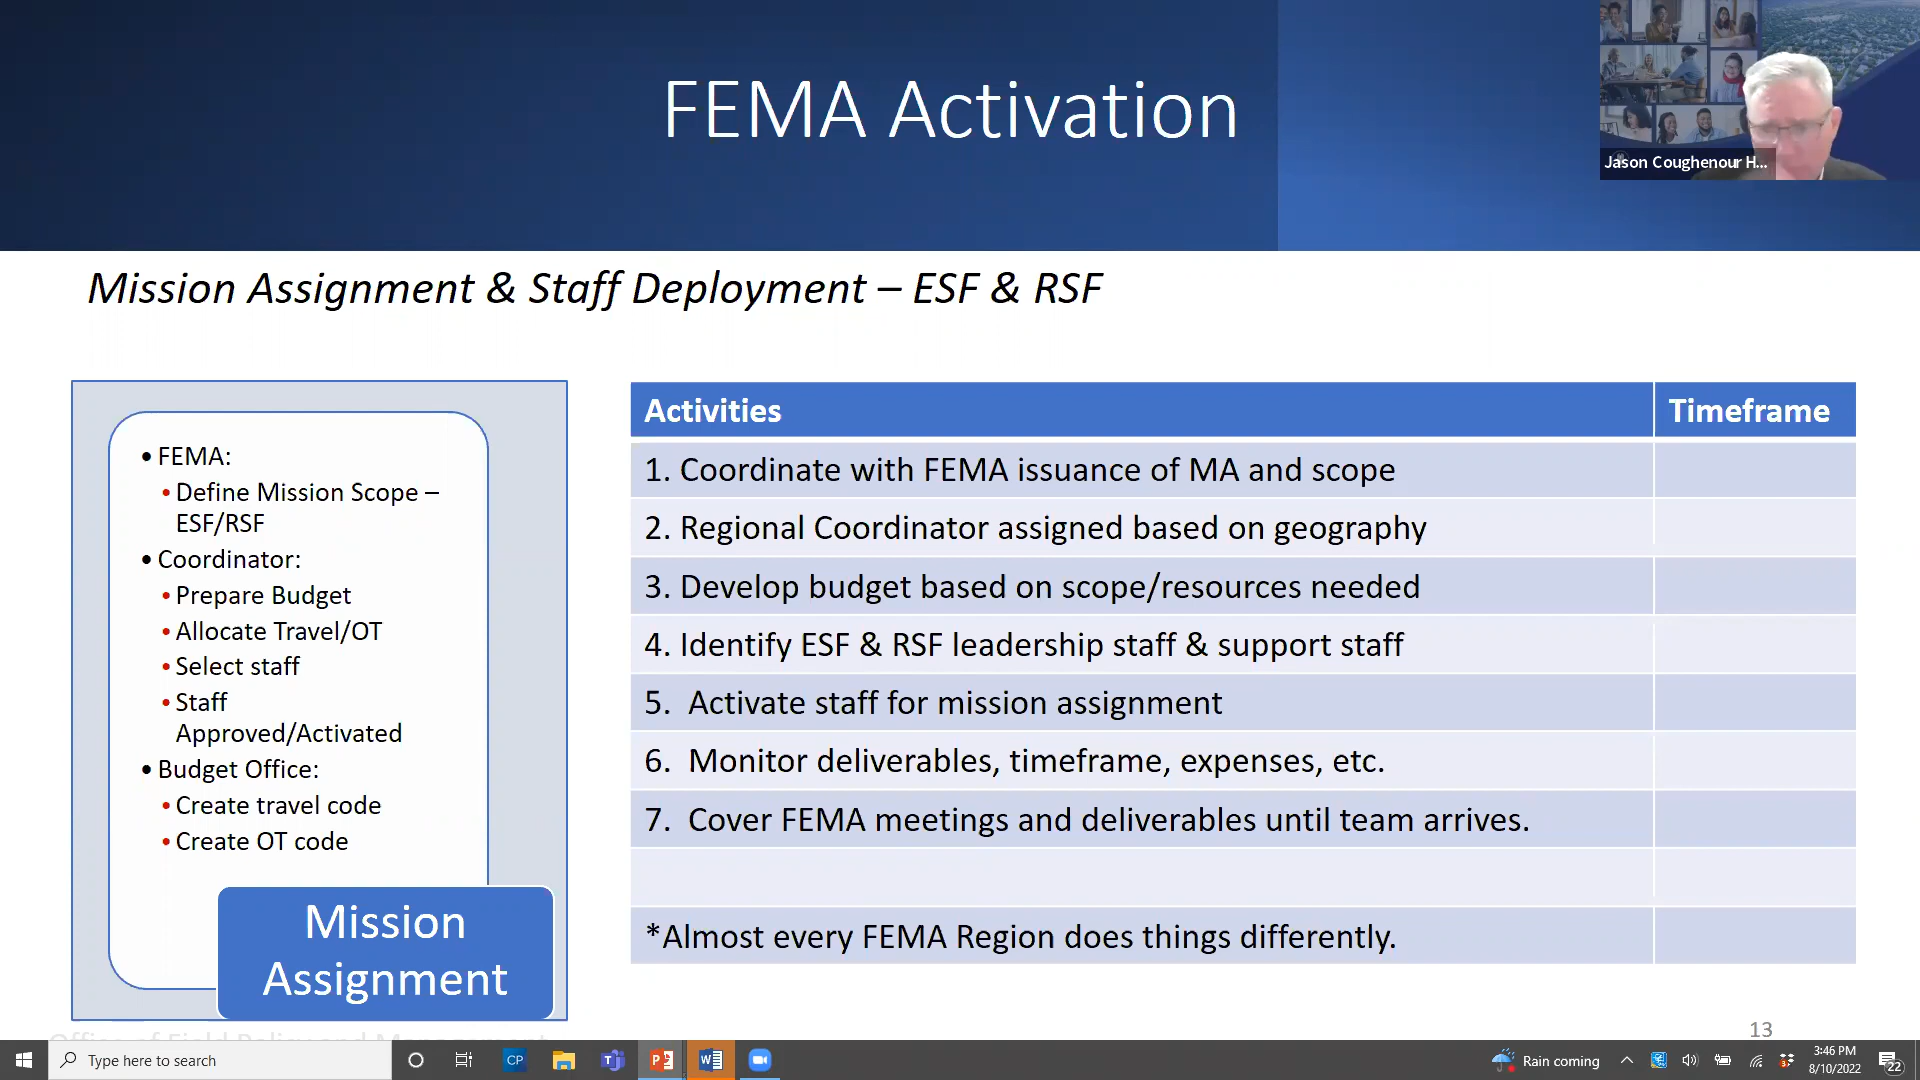 FEMA Activation
Jason Coughenour H...
Mission Assignment & Staff Deployment – ESF & RSF
• FEMA:
• Define Mission Scope –
ESF/RSF
• Coordinator:
• Prepare Budget
• Allocate Travel/OT
• Select staff
• Staff
Approved/Activated
• Budget Office:
• Create travel code
• Create OT code
Mission
Assignment
Activities Timeframe
1. Coordinate with FEMA issuance of MA and scope
2. Regional Coordinator assigned based on geography
3. Develop budget based on scope/resources needed
4. Identify ESF & RSF leadership staff & support staff
5. Activate staff for mission assignment
6. Monitor deliverables, timeframe, expenses, etc.
7. Cover FEMA meetings and deliverables until team arrives.
*Almost every FEMA Region does things differently.
13
Office of Field Policy and Management
Type here to search
CP
Rain coming
3:46 PM
8/10/2022
22